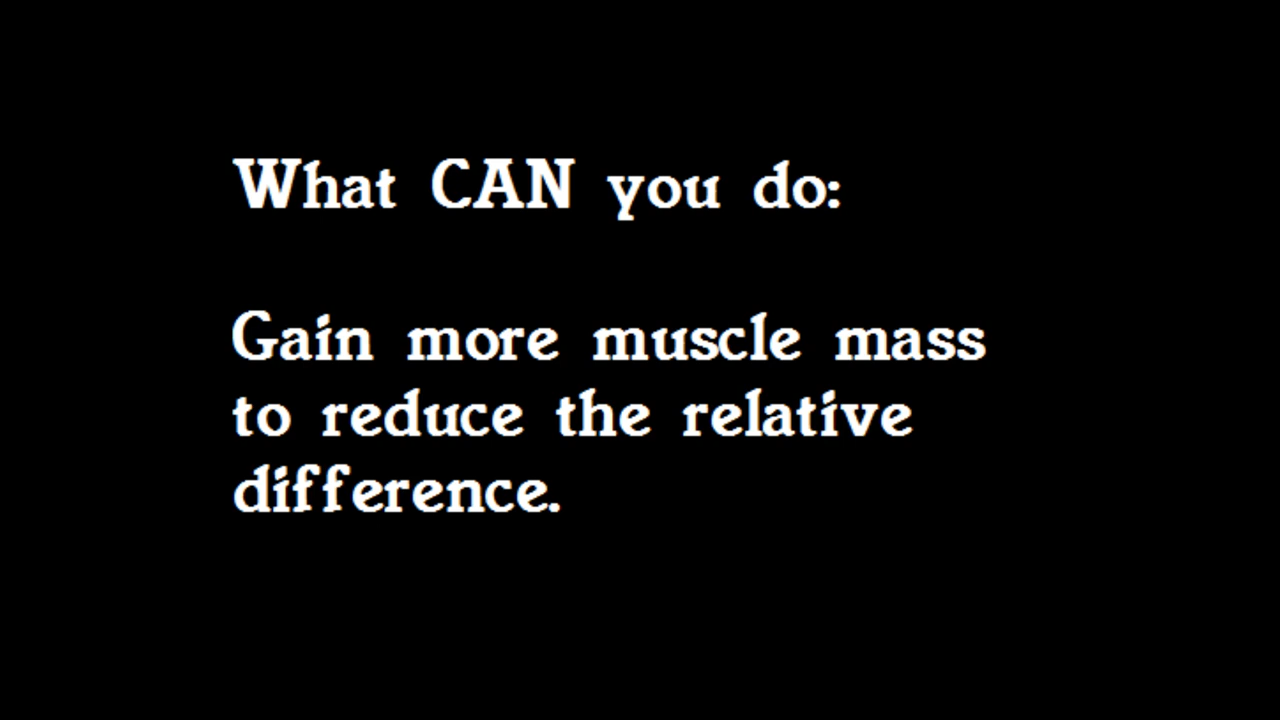 What CAN you do:
Gain more muscle mass
to reduce the relative
difference.